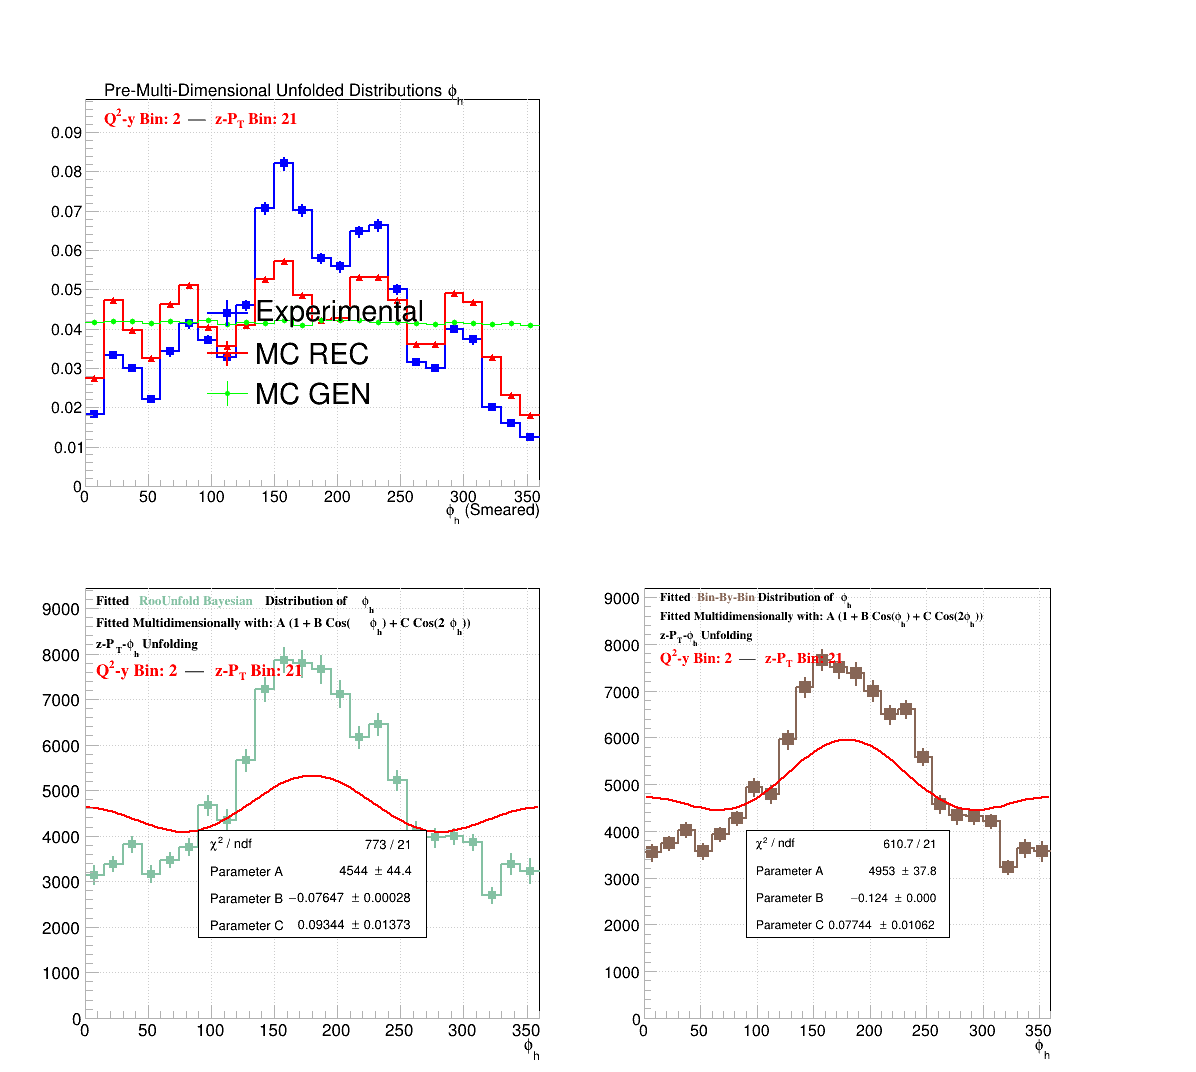 Pre-Multi-Dimensional Unfolded Distributions ϕh
Q2-y Bin: 2 — z-PT Bin: 21
0.09
0.08
0.07
0.06
0.05
0.04
0.03
0.02
0.01
0
Experimental
MC REC
MC GEN
0 50 100 150 200 250 300 350
ϕh (Smeared)
Fitted RooUnfold Bayesian Distribution of ϕh
Fitted Multidimensionally with: A (1 + B Cos( ϕh) + C Cos(2 ϕh))
z-PT-ϕh Unfolding
Q2-y Bin: 2 — z-PT Bin: 21
9000
8000
7000
6000
5000
4000
3000
2000
1000
0
χ2 / ndf 773 / 21
Parameter A 4544 ± 44.4
Parameter B −0.07647 ± 0.00028
Parameter C 0.09344 ± 0.01373
0 50 100 150 200 250 300 350
ϕh
Fitted Bin-By-Bin Distribution of ϕh
Fitted Multidimensionally with: A (1 + B Cos(ϕh) + C Cos(2ϕh))
z-PT-ϕh Unfolding
Q2-y Bin: 2 — z-PT Bin: 21
9000
8000
7000
6000
5000
4000
3000
2000
1000
0
χ2 / ndf 610.7 / 21
Parameter A 4953 ± 37.8
Parameter B −0.124 ± 0.000
Parameter C 0.07744 ± 0.01062
0 50 100 150 200 250 300 350
ϕh